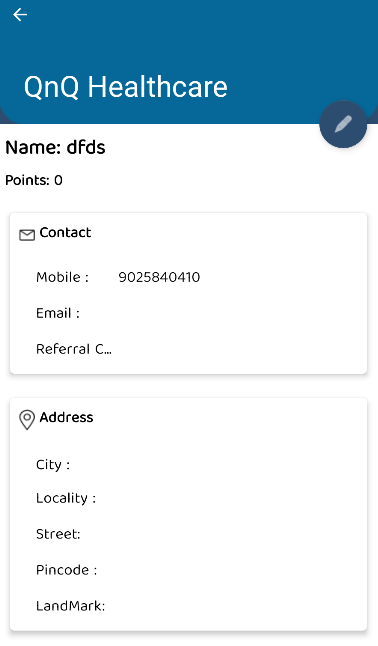 QnQ Healthcare
Name: dfds
Points: 0
Contact
Mobile : 9025840410
Email :
Referral C...
Address
City :
Locality :
Street:
Pincode :
LandMark: